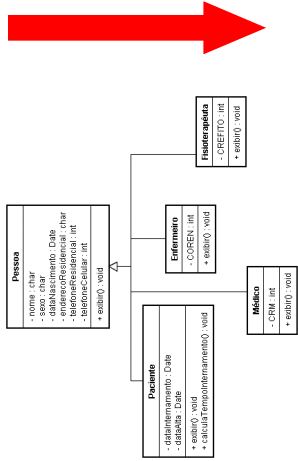 Pessoa
- nome : char
- sexo : char
- dataNascimento : Date
- enderecoResidencial : char
- telefoneResidencial : int
- telefoneCelular : int
+ exibir() : void
Fisioterapêuta
- CREFITO : int
+ exibir() : void
Enfermeiro
- COREN : int
+ exibir() : void
Médico
- CRM : int
+ exibir() : void
Paciente
- dataInternamento : Date
- dataAlta : Date
+ exibir() : void
+ calculaTempoInternamento() : void